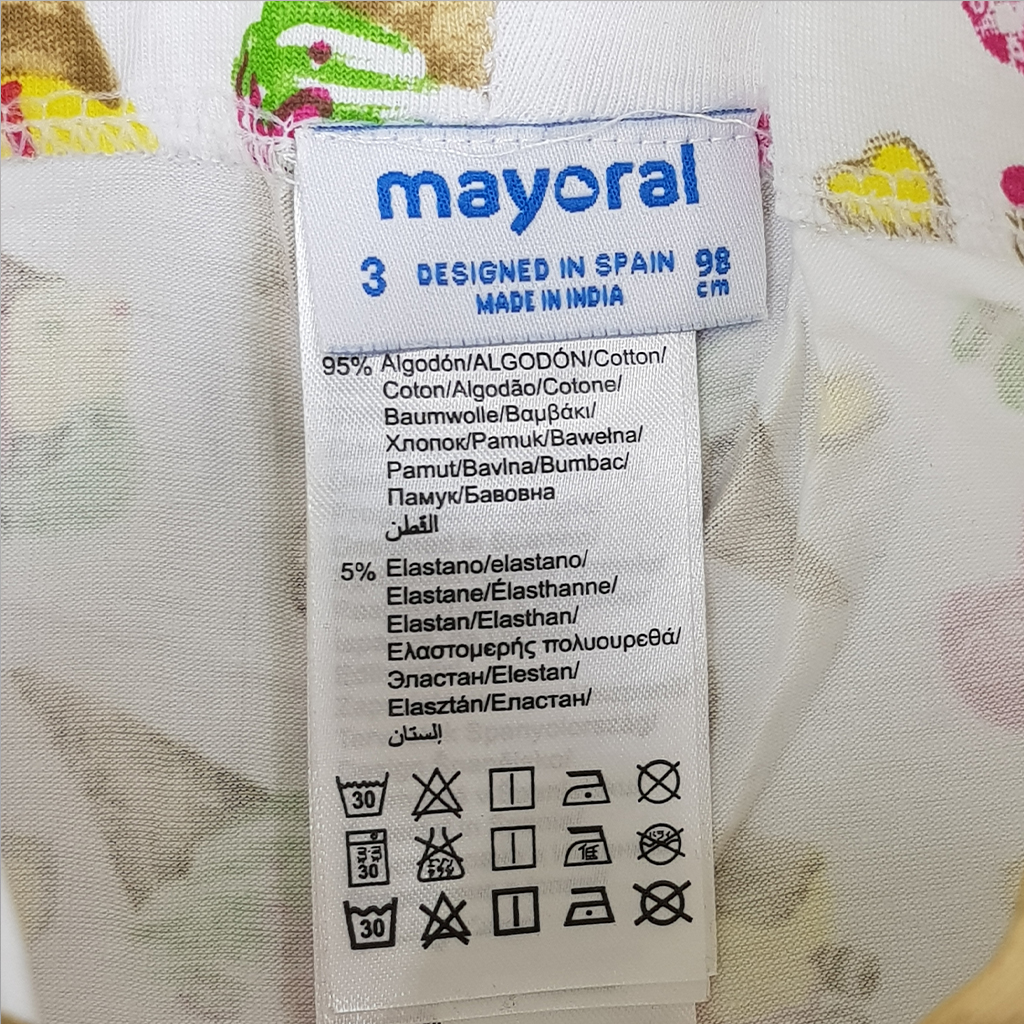 mayoral
3 DESIGNED IN SPAIN 98
MADE IN INDIA cm
95% Algodón/ALGODÓN/Cotton/
Coton/Algodão/Cotone/
Baumwolle/Βαμβάκι/
Хлопок/Pamuk/Bawełna/
Pamut/Bavlna/Bumbac/
Памук/Бавовна
القطن
5% Elastano/elastano/
Elastane/Élasthanne/
Elastan/Elasthan/
Ελαστομερής πολυουρεθά/
Эластан/Elestan/
Elasztán/Еластан/
إلستان
30
30
低
30